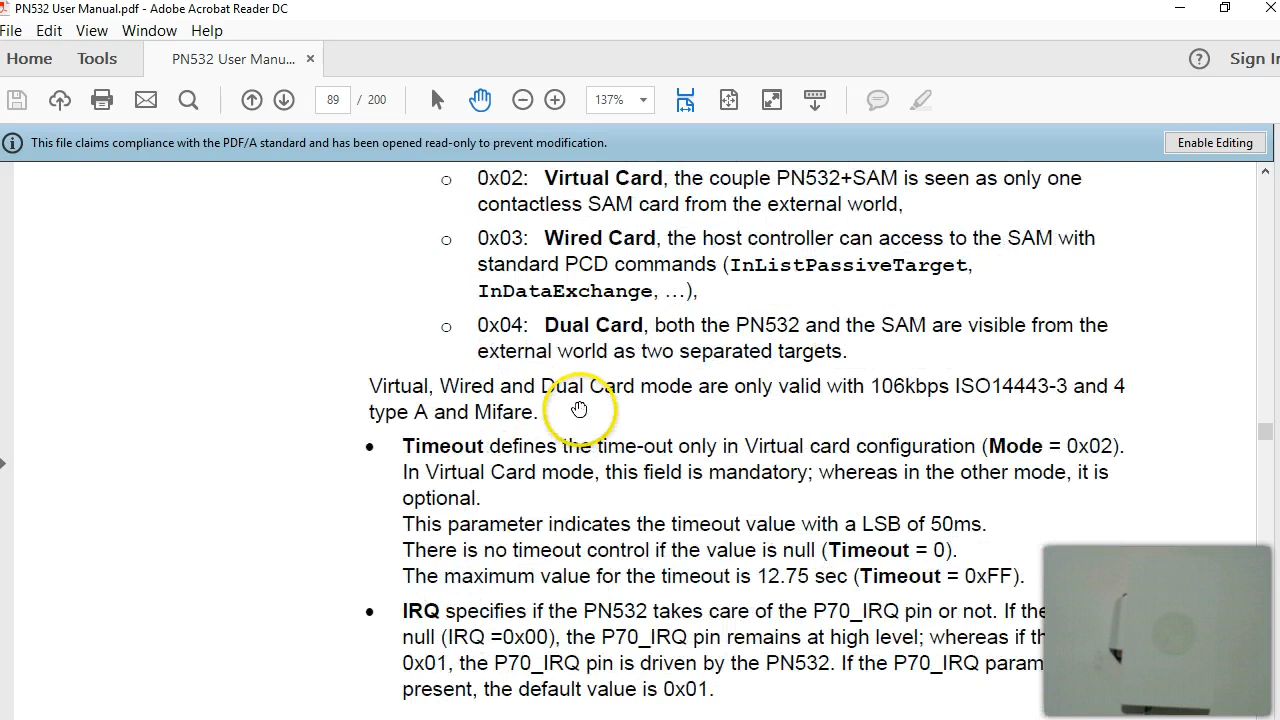 PN532 User Manual.pdf - Adobe Acrobat Reader DC
File Edit View Window Help
Home Tools PN532 User Manu... × ? Sign In
89 / 200 137%
This file claims compliance with the PDF/A standard and has been opened read-only to prevent modification. Enable Editing
o 0x02: Virtual Card, the couple PN532+SAM is seen as only one
contactless SAM card from the external world,
o 0x03: Wired Card, the host controller can access to the SAM with
standard PCD commands (InListPassiveTarget,
InDataExchange, …),
o 0x04: Dual Card, both the PN532 and the SAM are visible from the
external world as two separated targets.
Virtual, Wired and Dual Card mode are only valid with 106kbps ISO14443-3 and 4
type A and Mifare.
• Timeout defines the time-out only in Virtual card configuration (Mode = 0x02).
In Virtual Card mode, this field is mandatory; whereas in the other mode, it is
optional.
This parameter indicates the timeout value with a LSB of 50ms.
There is no timeout control if the value is null (Timeout = 0).
The maximum value for the timeout is 12.75 sec (Timeout = 0xFF).
• IRQ specifies if the PN532 takes care of the P70_IRQ pin or not. If the
null (IRQ =0x00), the P70_IRQ pin remains at high level; whereas if th
0x01, the P70_IRQ pin is driven by the PN532. If the P70_IRQ param
present, the default value is 0x01.